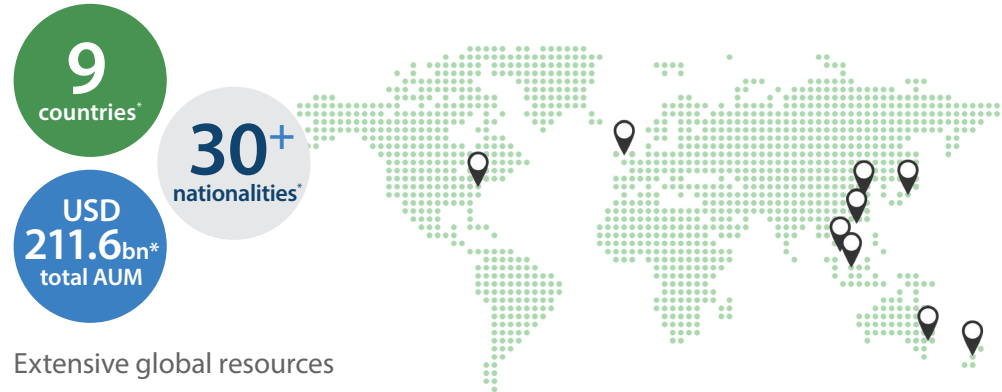 9
countries*
30+
nationalities*
USD
211.6bn*
total AUM
Extensive global resources